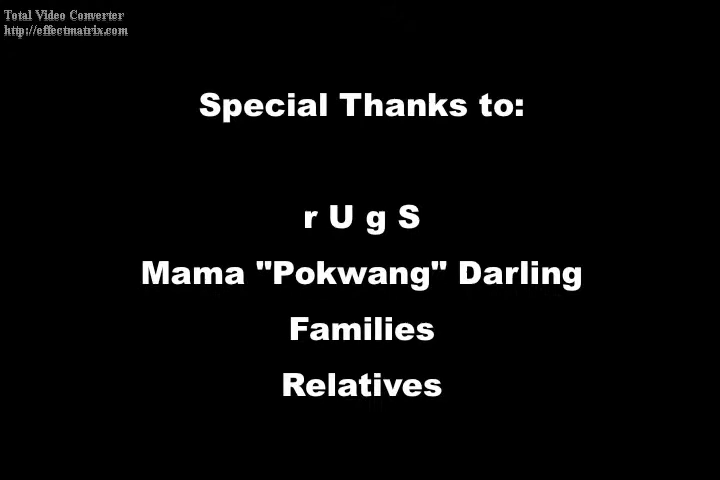 Total Video Converter
http://effectmatrix.com
Special Thanks to:
r U g S
Mama "Pokwang" Darling
Families
Relatives